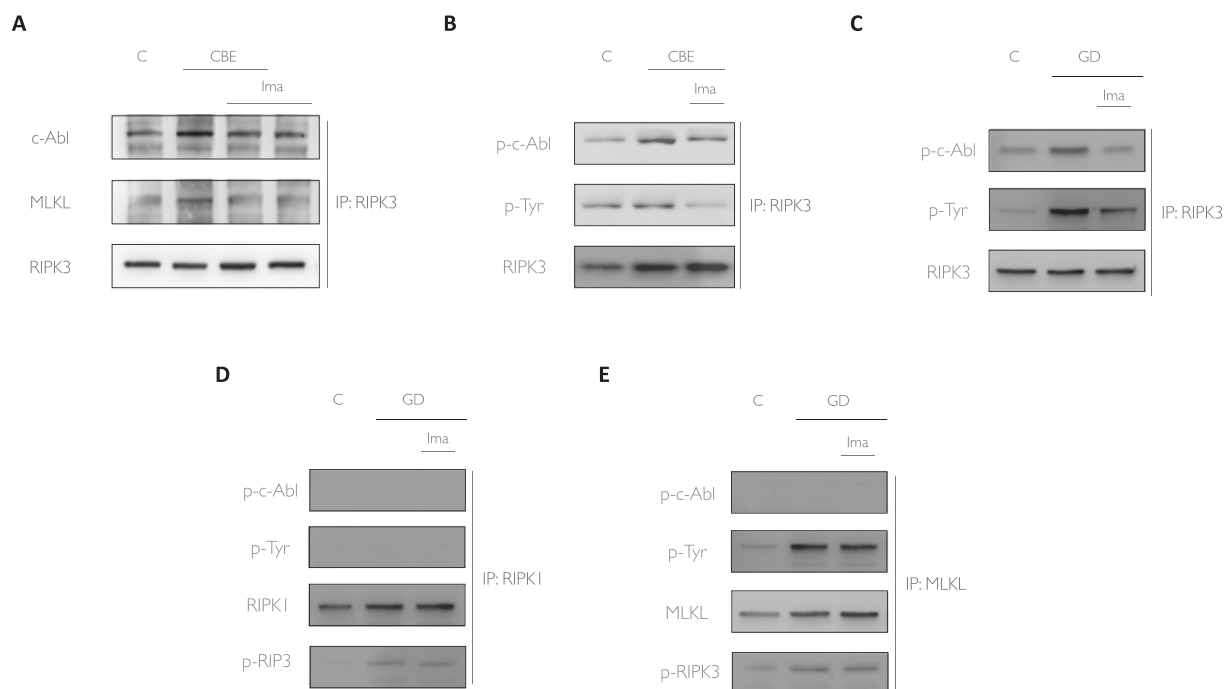 A
C
CBE
Ima
c-Abl
MLKL
RIPK3
IP: RIPK3
B
C
CBE
Ima
p-c-Abl
p-Tyr
RIPK3
IP: RIPK3
C
C
GD
Ima
p-c-Abl
p-Tyr
RIPK3
IP: RIPK3
D
C
GD
Ima
p-c-Abl
p-Tyr
RIPK1
p-RIP3
IP: RIPK1
E
C
GD
Ima
p-c-Abl
p-Tyr
MLKL
p-RIPK3
IP: MLKL